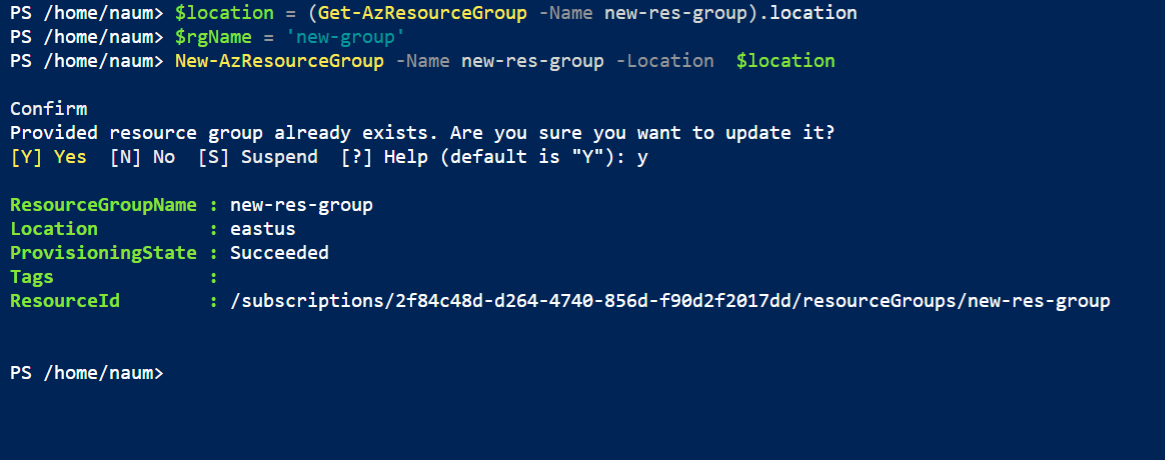 PS /home/naum> $location = (Get-AzResourceGroup -Name new-res-group).location
PS /home/naum> $rgName = 'new-group'
PS /home/naum> New-AzResourceGroup -Name new-res-group -Location  $location
Confirm
Provided resource group already exists. Are you sure you want to update it?
[Y] Yes  [N] No  [S] Suspend  [?] Help (default is "Y"): y
ResourceGroupName : new-res-group
Location          : eastus
ProvisioningState : Succeeded
Tags              :
ResourceId        : /subscriptions/2f84c48d-d264-4740-856d-f90d2f2017dd/resourceGroups/new-res-group
PS /home/naum>